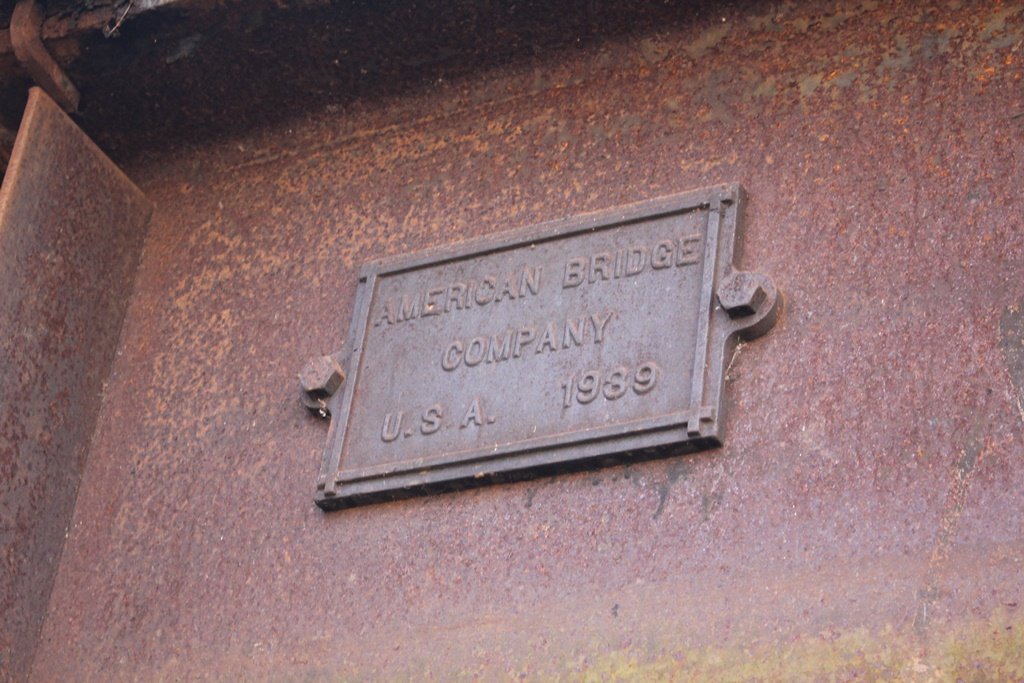 AMERICAN BRIDGE
COMPANY
U.S.A. 1939